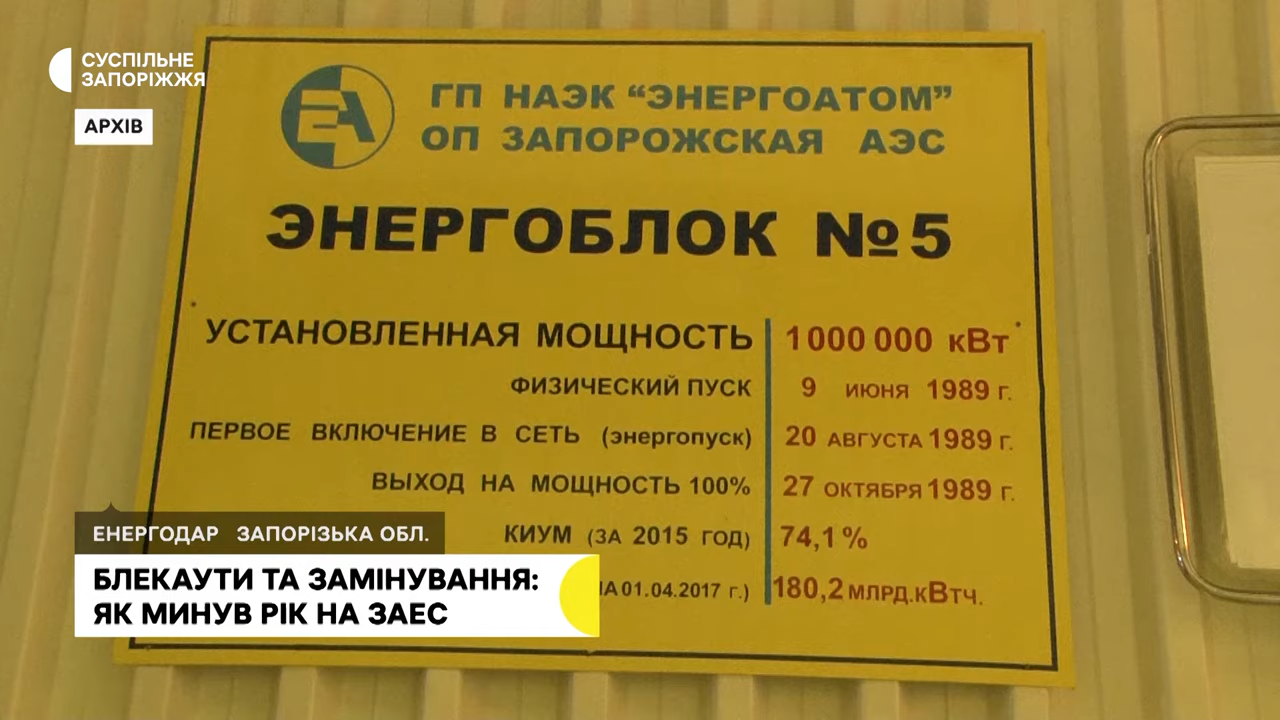 СУСПІЛЬНЕ
ЗАПОРІЖЖЯ
АРХІВ
ЕА
ГП НАЭК “ЭНЕРГОАТОМ”
ОП ЗАПОРОЖСКАЯ АЭС
ЭНЕРГОБЛОК №5
УСТАНОВЛЕННАЯ МОЩНОСТЬ 1000 000 кВт
ФИЗИЧЕСКИЙ ПУСК 9 ИЮНЯ 1989 г.
ПЕРВОЕ ВКЛЮЧЕНИЕ В СЕТЬ (энергопуск) 20 АВГУСТА 1989 г.
ВЫХОД НА МОЩНОСТЬ 100% 27 ОКТЯБРЯ 1989 г.
КИУМ (ЗА 2015 ГОД) 74,1 %
НА 01.04.2017 г.) 180,2 МЛРД.кВтч.
ЕНЕРГОДАР ЗАПОРІЗЬКА ОБЛ.
БЛЕКАУТИ ТА ЗАМІНУВАННЯ:
ЯК МИНУВ РІК НА ЗАЕС